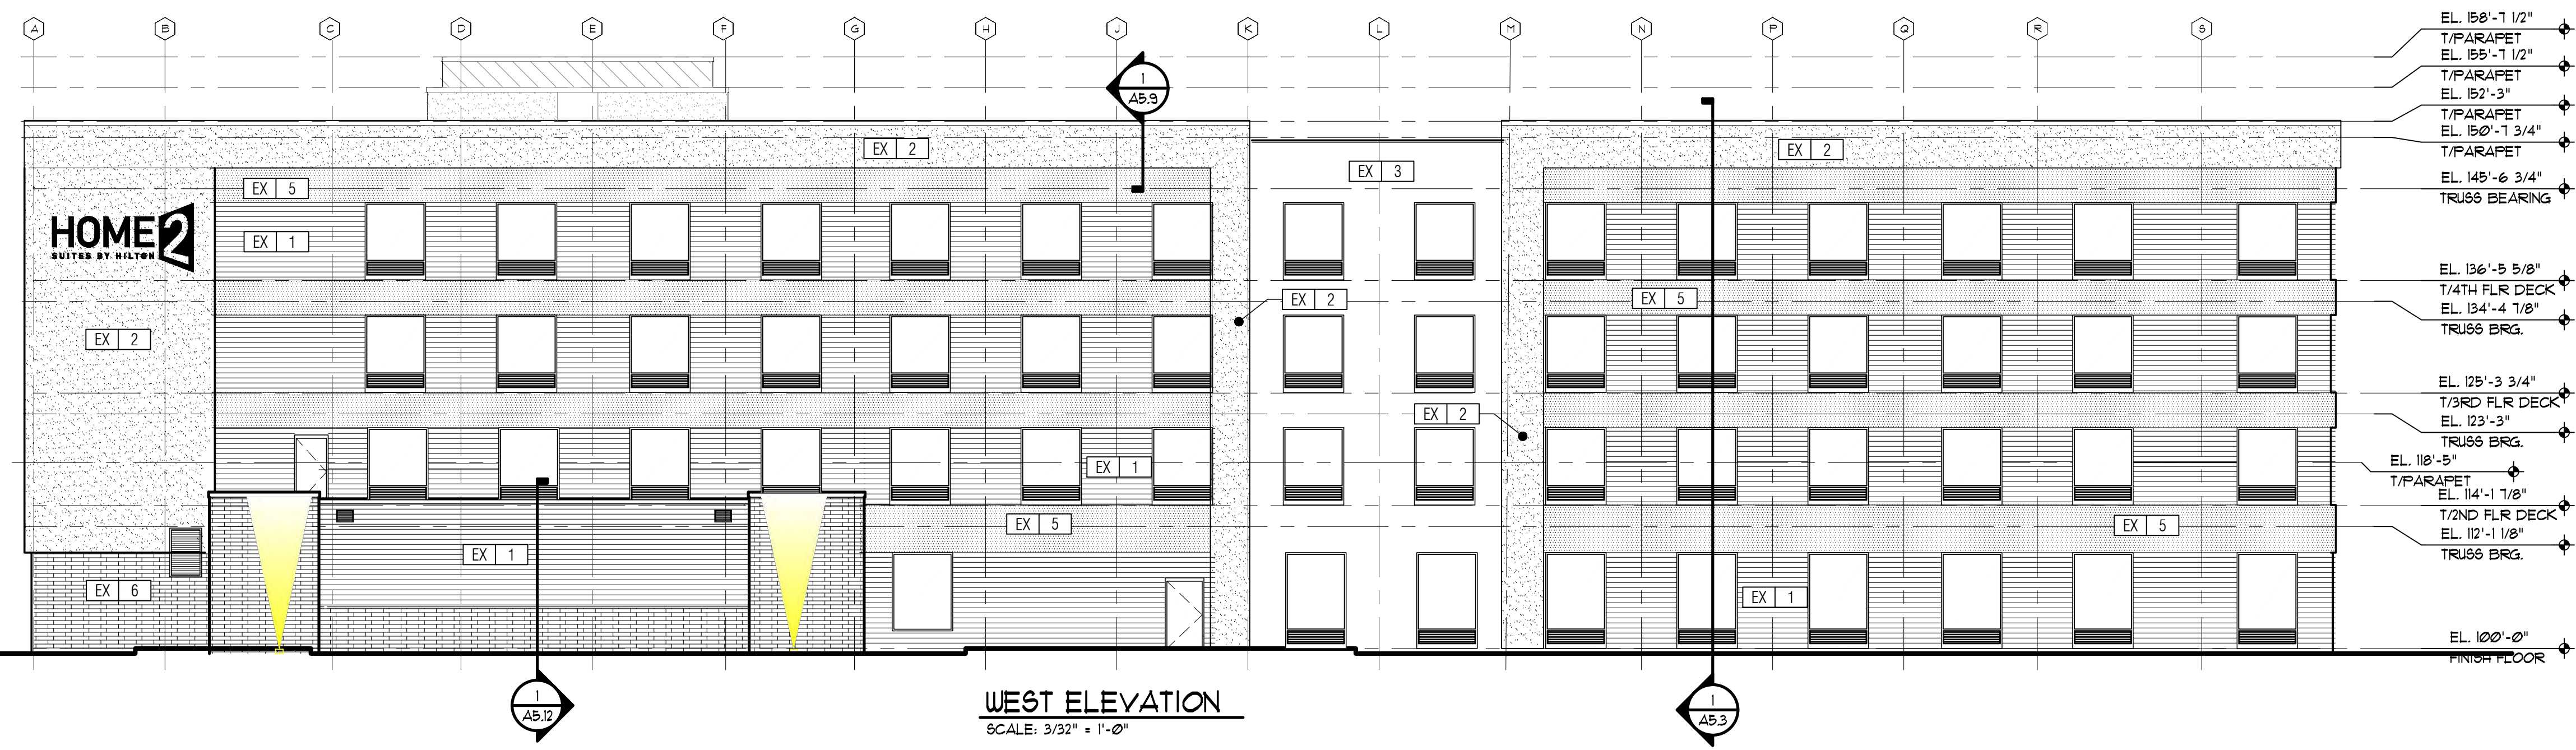 A B C D E F G H J K L M N P Q R S
EL. 158'-7 1/2"
T/PARAPET
EL. 155'-7 1/2"
T/PARAPET
EL. 152'-3"
T/PARAPET
EL. 150'-7 3/4"
T/PARAPET
EL. 145'-6 3/4"
TRUSS BEARING
EL. 136'-5 5/8"
T/4TH FLR DECK
EL. 134'-4 7/8"
TRUSS BRG.
EL. 125'-3 3/4"
T/3RD FLR DECK
EL. 123'-3"
TRUSS BRG.
EL. 118'-5"
T/PARAPET
EL. 114'-1 7/8"
T/2ND FLR DECK
EL. 112'-1 1/8"
TRUSS BRG.
EL. 100'-0"
FINISH FLOOR
1
A5.9
EX 2
EX 2
EX 3
EX 5
HOME2
SUITES BY HILTON
EX 1
EX 2
EX 5
EX 2
EX 2
EX 1
EX 5
EX 5
EX 1
EX 6
EX 1
1
A5.12
1
A5.3
WEST ELEVATION
SCALE: 3/32" = 1'-0"